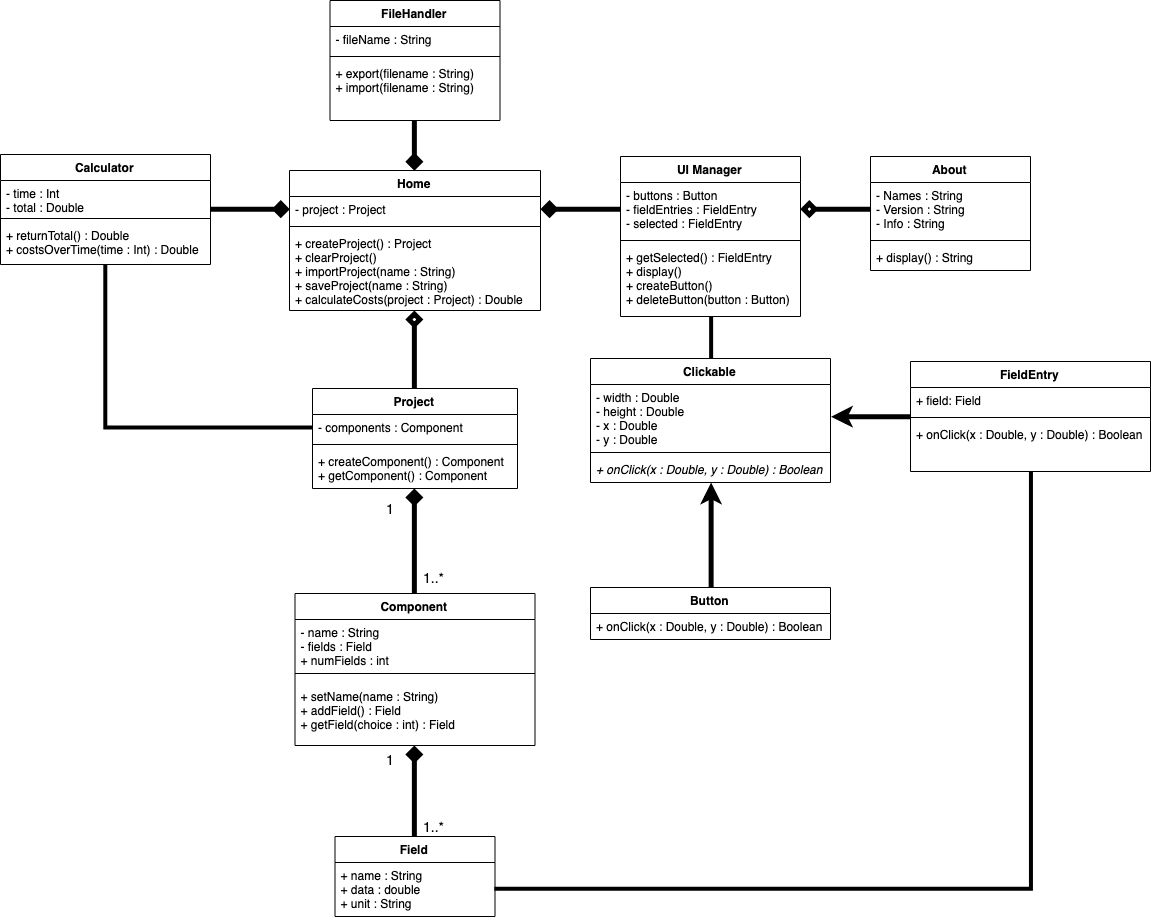 FileHandler
- fileName : String
+ export(filename : String)
+ import(filename : String)
Calculator
- time : Int
- total : Double
+ returnTotal() : Double
+ costsOverTime(time : Int) : Double
Home
- project : Project
+ createProject() : Project
+ clearProject()
+ importProject(name : String)
+ saveProject(name : String)
+ calculateCosts(project : Project) : Double
UI Manager
- buttons : Button
- fieldEntries : FieldEntry
- selected : FieldEntry
+ getSelected() : FieldEntry
+ display()
+ createButton()
+ deleteButton(button : Button)
About
- Names : String
- Version : String
- Info : String
+ display() : String
Project
- components : Component
+ createComponent() : Component
+ getComponent() : Component
Clickable
- width : Double
- height : Double
- x : Double
- y : Double
+ onClick(x : Double, y : Double) : Boolean
FieldEntry
+ field: Field
+ onClick(x : Double, y : Double) : Boolean
1
1..*
Component
- name : String
- fields : Field
+ numFields : int
+ setName(name : String)
+ addField() : Field
+ getField(choice : int) : Field
Button
+ onClick(x : Double, y : Double) : Boolean
1
1..*
Field
+ name : String
+ data : double
+ unit : String